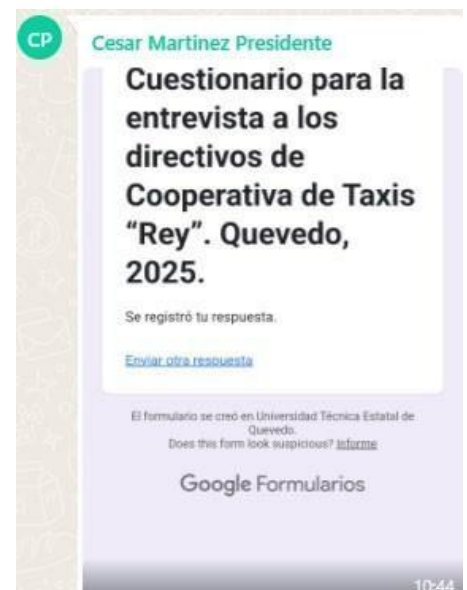 CP
Cesar Martinez Presidente
Cuestionario para la
entrevista a los
directivos de
Cooperativa de Taxis
“Rey”. Quevedo,
2025.
Se registró tu respuesta.
Enviar otra respuesta
El formulario se creó en Universidad Técnica Estatal de
Quevedo.
Does this form look suspicious? Informe
Google Formularios
10:44